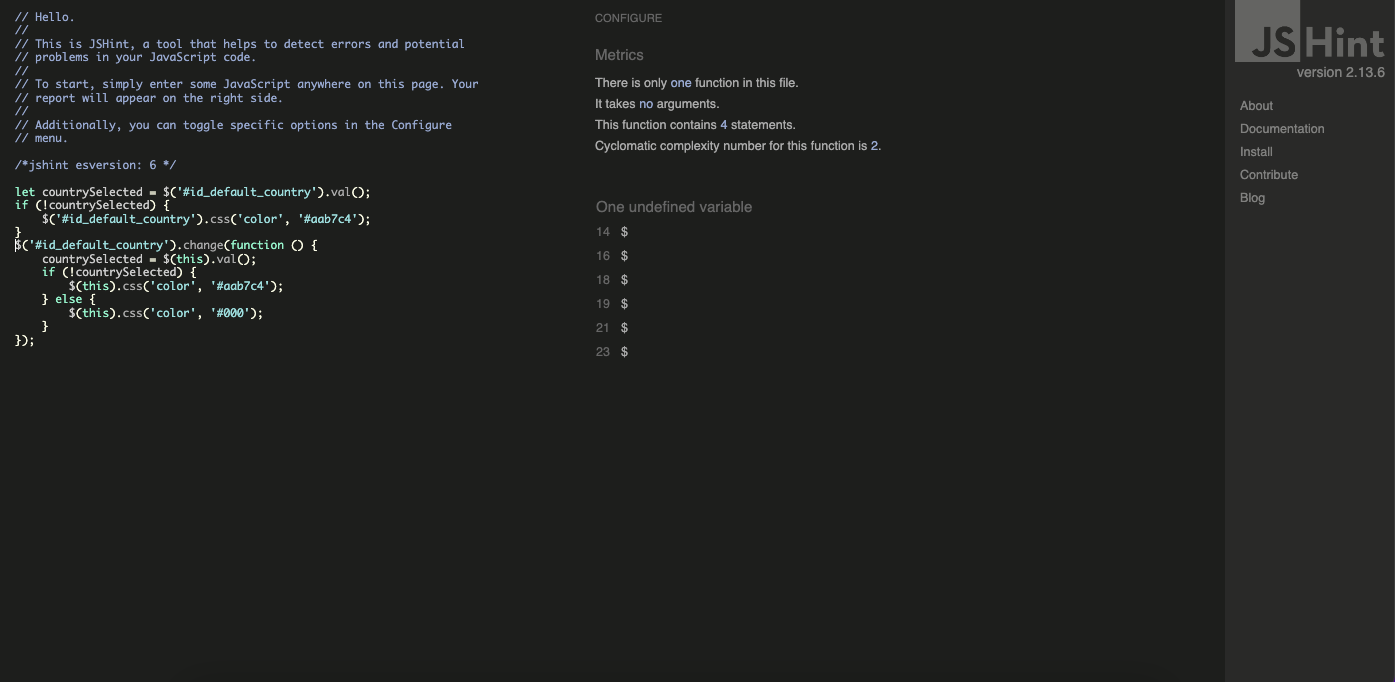 // Hello.
//
// This is JSHint, a tool that helps to detect errors and potential
// problems in your JavaScript code.
//
// To start, simply enter some JavaScript anywhere on this page. Your
// report will appear on the right side.
//
// Additionally, you can toggle specific options in the Configure
// menu.
/*jshint esversion: 6 */
let countrySelected = $('#id_default_country').val();
if (!countrySelected) {
    $('#id_default_country').css('color', '#aab7c4');
}
$('#id_default_country').change(function () {
    countrySelected = $(this).val();
    if (!countrySelected) {
        $(this).css('color', '#aab7c4');
    } else {
        $(this).css('color', '#000');
    }
});
CONFIGURE
Metrics
There is only one function in this file.
It takes no arguments.
This function contains 4 statements.
Cyclomatic complexity number for this function is 2.
One undefined variable
14 $
16 $
18 $
19 $
21 $
23 $
JSHint
version 2.13.6
About
Documentation
Install
Contribute
Blog